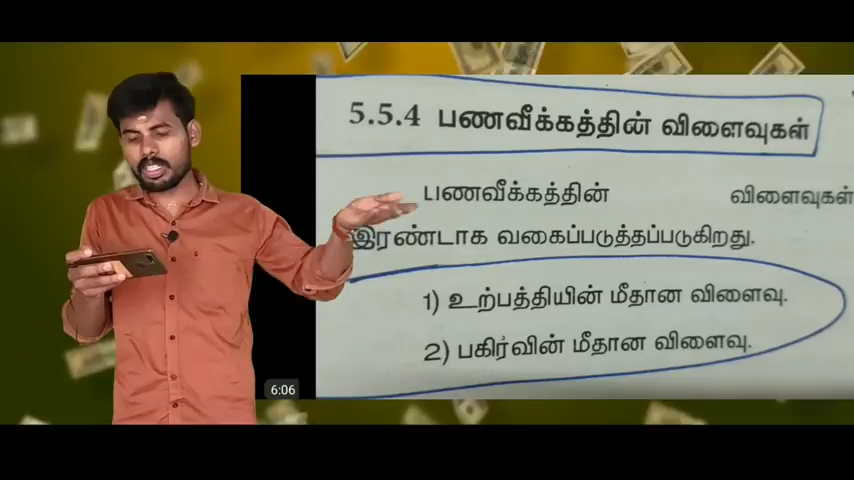 5.5.4 பணவீக்கத்தின் விளைவுகள்
பணவீக்கத்தின் விளைவுகள்
இரண்டாக வகைப்படுத்தப்படுகிறது.
1) உற்பத்தியின் மீதான விளைவு.
2) பகிர்வின் மீதான விளைவு.
6:06